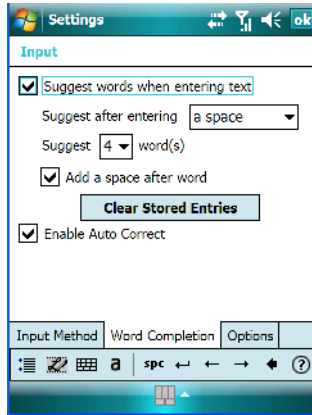 Settings ok
Input
Suggest words when entering text
Suggest after entering a space
Suggest 4 word(s)
Add a space after word
Clear Stored Entries
Enable Auto Correct
Input Method Word Completion Options
a spc ?